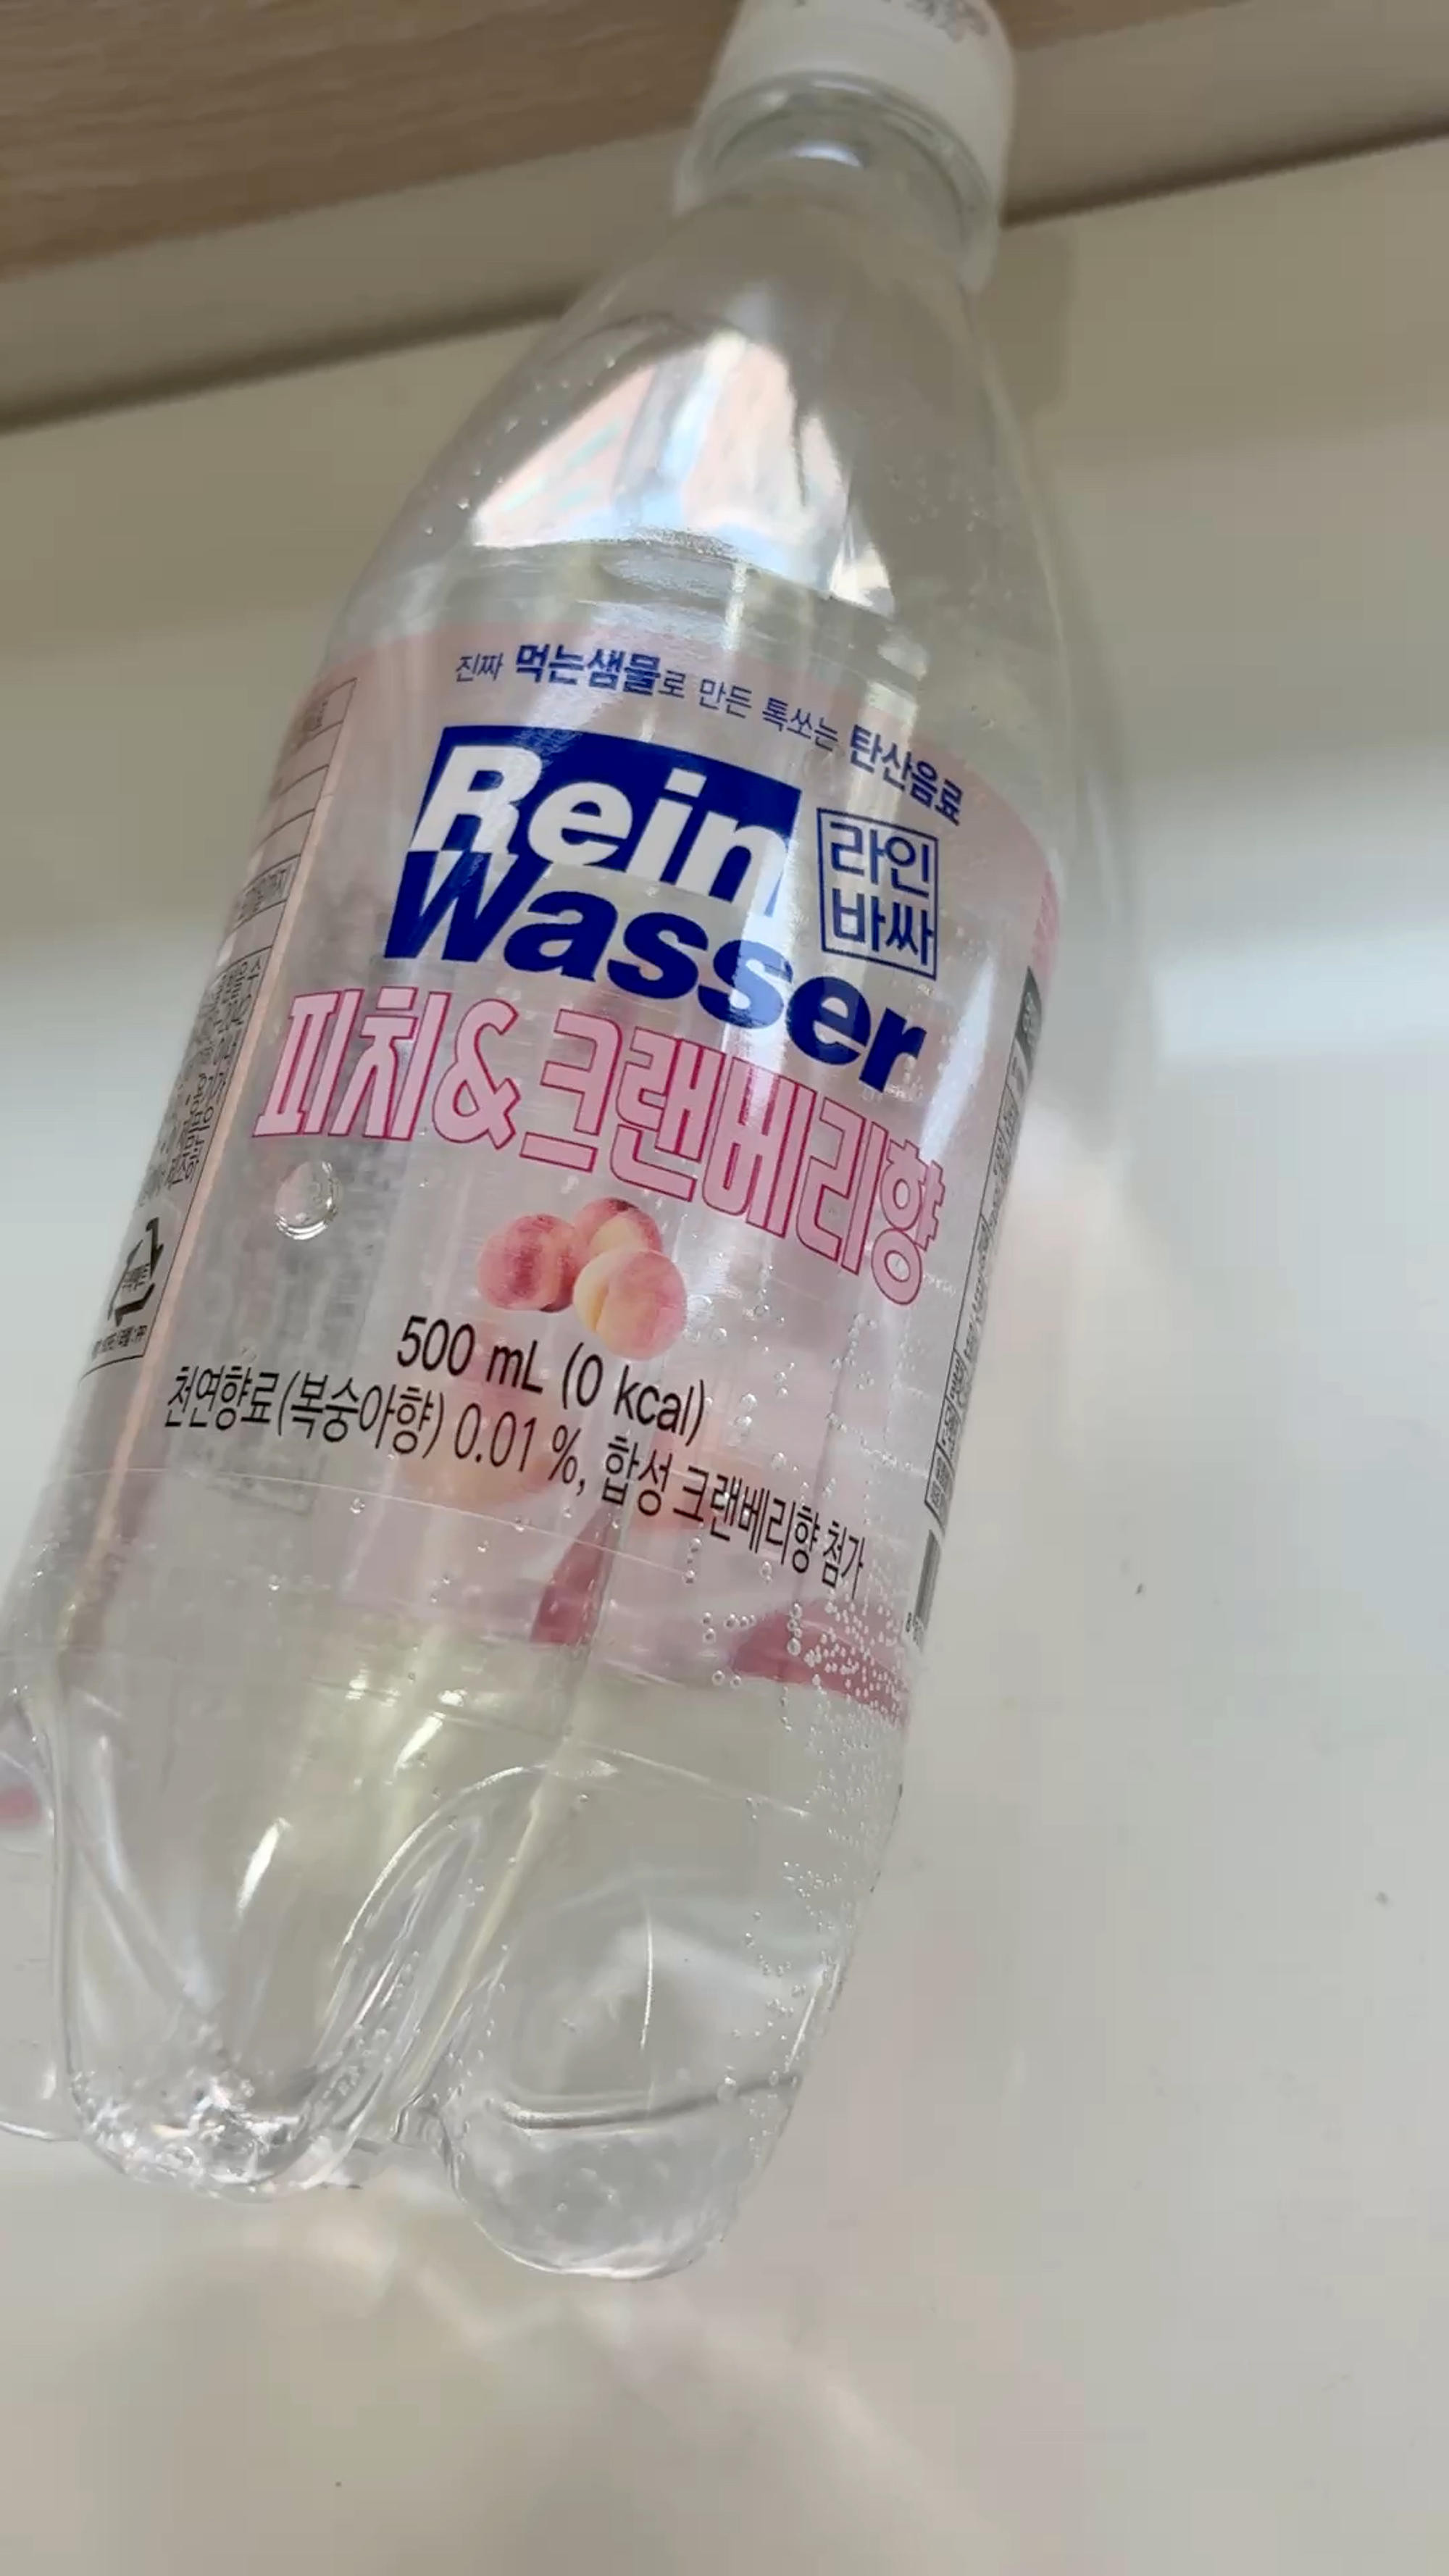 진짜 먹는샘물로 만든 톡쏘는 탄산음료
Rein
Wasser
라인
바싸
피치&크랜베리향
500 mL (0 kcal)
천연향료(복숭아향) 0.01 %, 합성 크랜베리향 첨가